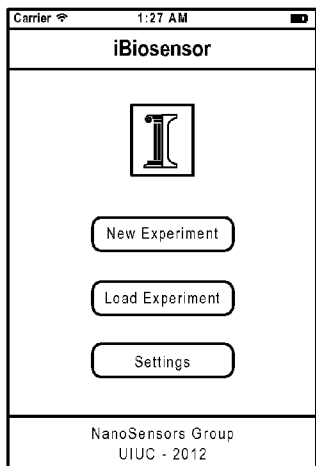 Carrier 1:27 AM
iBiosensor
I
New Experiment
Load Experiment
Settings
NanoSensors Group
UIUC - 2012